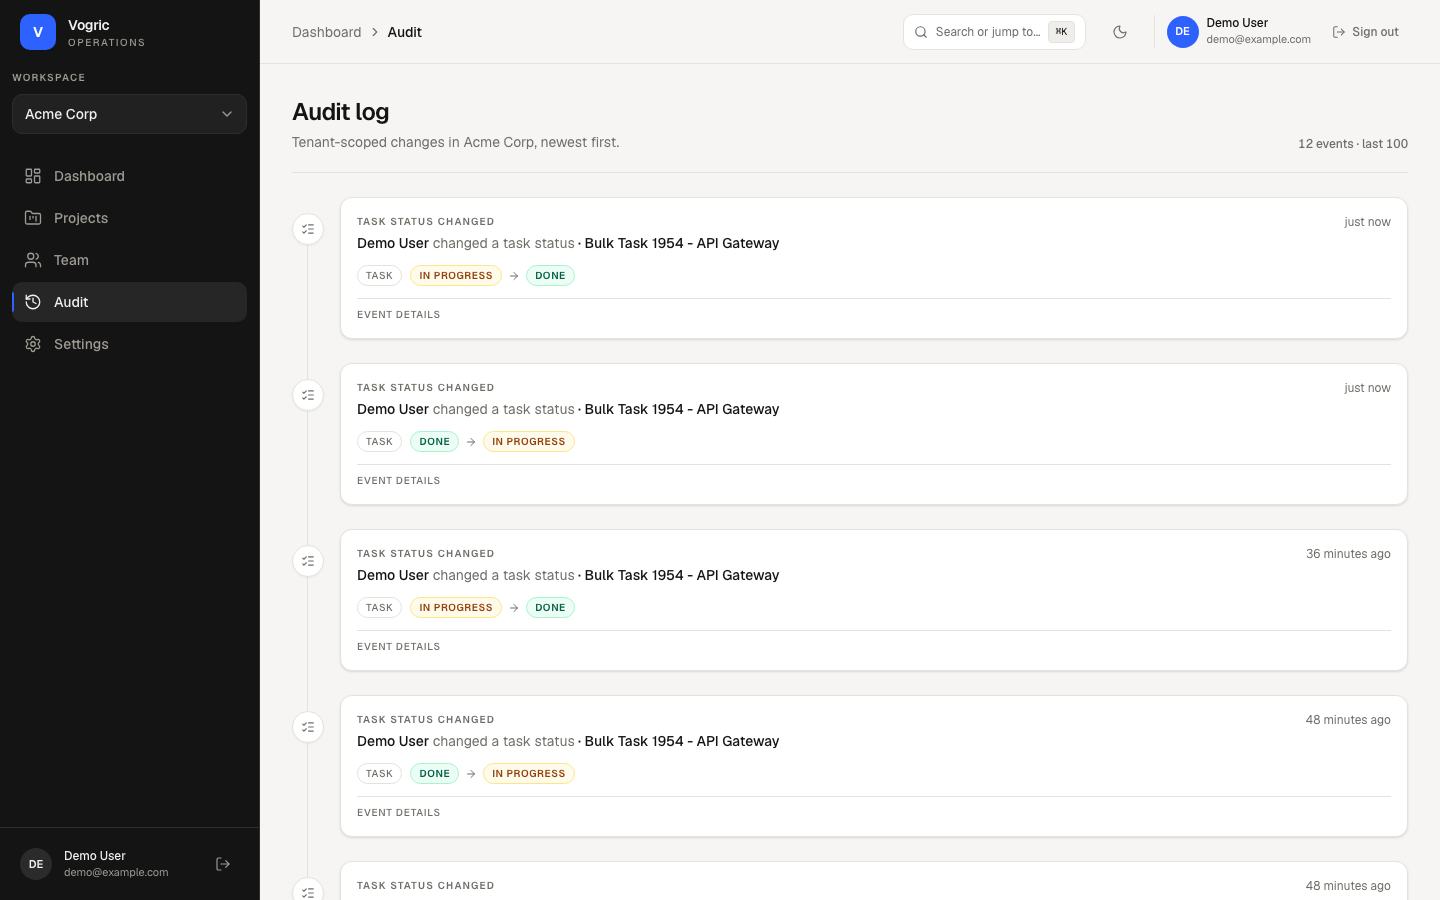 V
Vogric
OPERATIONS
WORKSPACE
Acme Corp
Dashboard
Projects
Team
Audit
Settings
DE
Demo User
demo@example.com
Dashboard > Audit
Search or jump to... ⌘K
DE
Demo User
demo@example.com
Sign out
Audit log
Tenant-scoped changes in Acme Corp, newest first.
12 events · last 100
TASK STATUS CHANGED
just now
Demo User changed a task status · Bulk Task 1954 - API Gateway
TASK IN PROGRESS → DONE
EVENT DETAILS
TASK STATUS CHANGED
just now
Demo User changed a task status · Bulk Task 1954 - API Gateway
TASK DONE → IN PROGRESS
EVENT DETAILS
TASK STATUS CHANGED
36 minutes ago
Demo User changed a task status · Bulk Task 1954 - API Gateway
TASK IN PROGRESS → DONE
EVENT DETAILS
TASK STATUS CHANGED
48 minutes ago
Demo User changed a task status · Bulk Task 1954 - API Gateway
TASK DONE → IN PROGRESS
EVENT DETAILS
TASK STATUS CHANGED
48 minutes ago